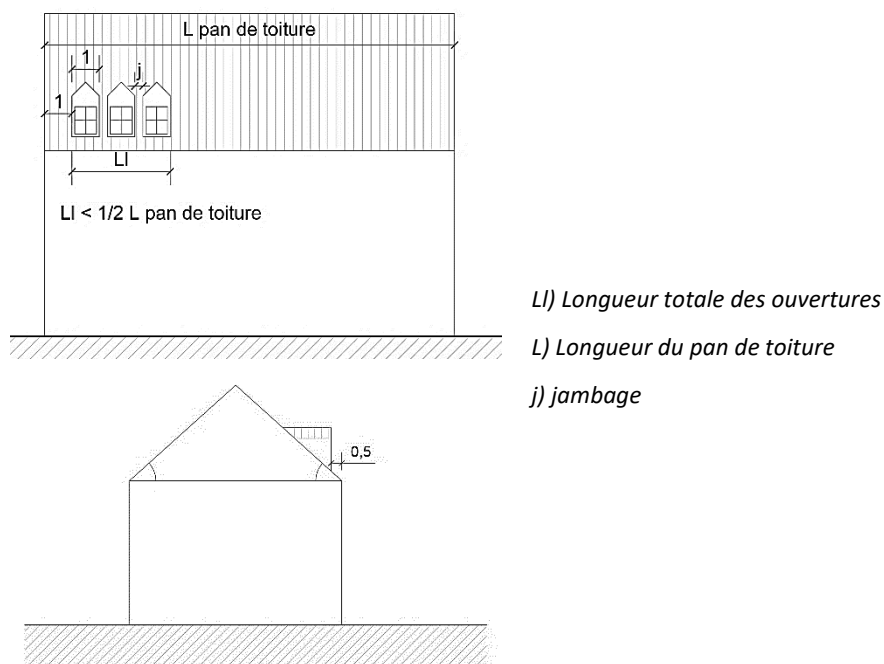 L pan de toiture
1
j
1
Ll
Ll < 1/2 L pan de toiture
Ll) Longueur totale des ouvertures
L) Longueur du pan de toiture
j) jambage
0,5